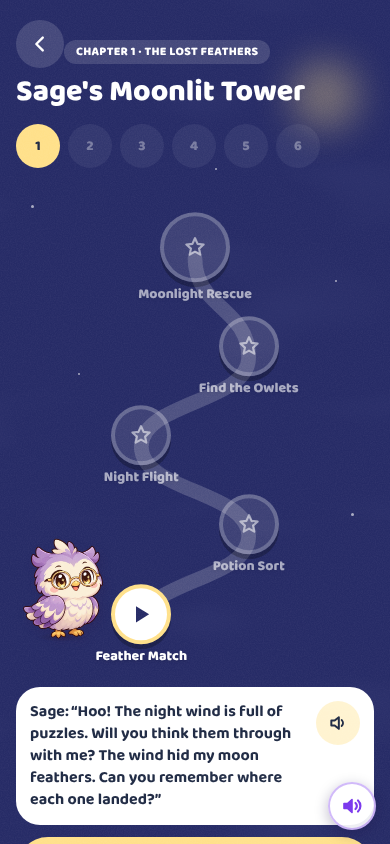 CHAPTER 1 · THE LOST FEATHERS
Sage's Moonlit Tower
1 2 3 4 5 6
Moonlight Rescue
Find the Owlets
Night Flight
Potion Sort
Feather Match
Sage: “Hoo! The night wind is full of
puzzles. Will you think them through
with me? The wind hid my moon
feathers. Can you remember where
each one landed?”